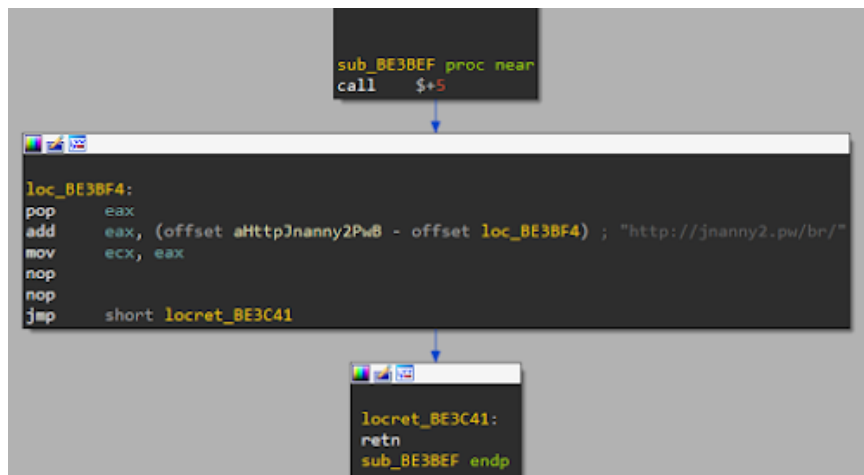 sub_BE3BEF proc near
call $+5
loc_BE3BF4:
pop eax
add eax, (offset aHttpJnanny2PwB - offset loc_BE3BF4) ; "http://jnanny2.pw/br/"
mov ecx, eax
nop
nop
jmp short locret_BE3C41
locret_BE3C41:
retn
sub_BE3BEF endp